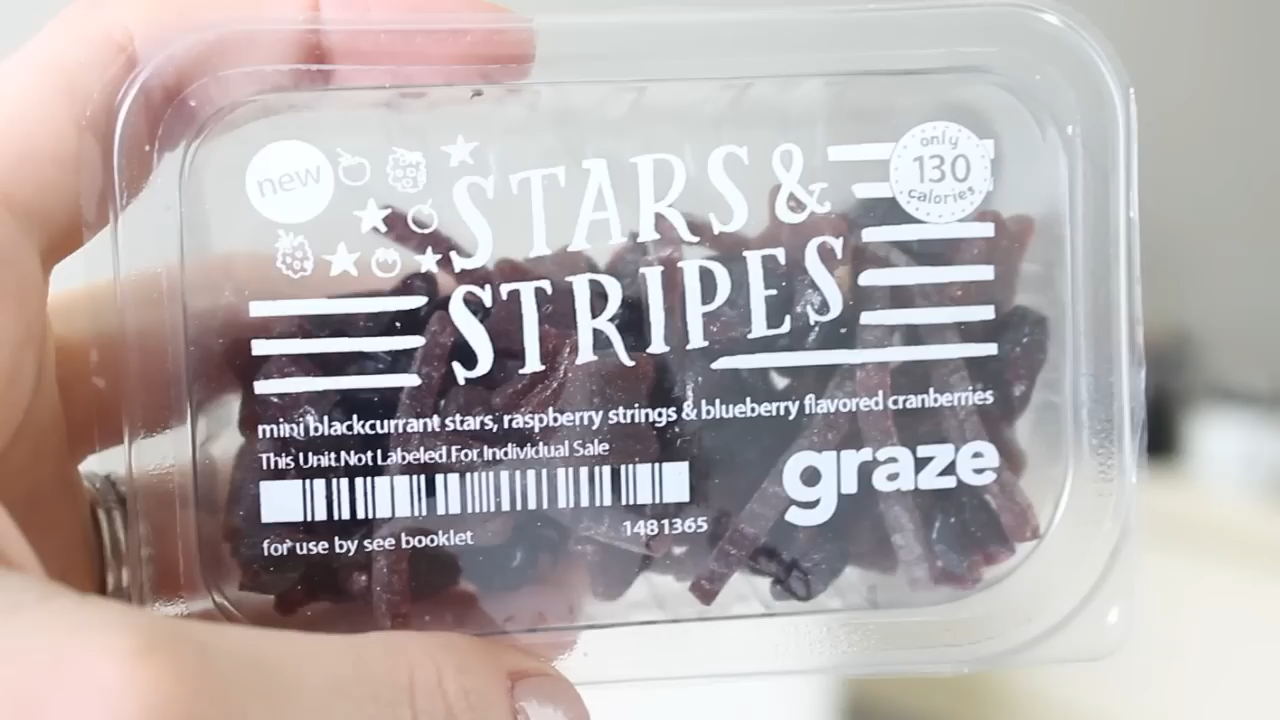 new
STARS &
STRIPES
only
130
calories
mini blackcurrant stars, raspberry strings & blueberry flavored cranberries
This Unit Not Labeled For Individual Sale
graze
1481365
for use by see booklet